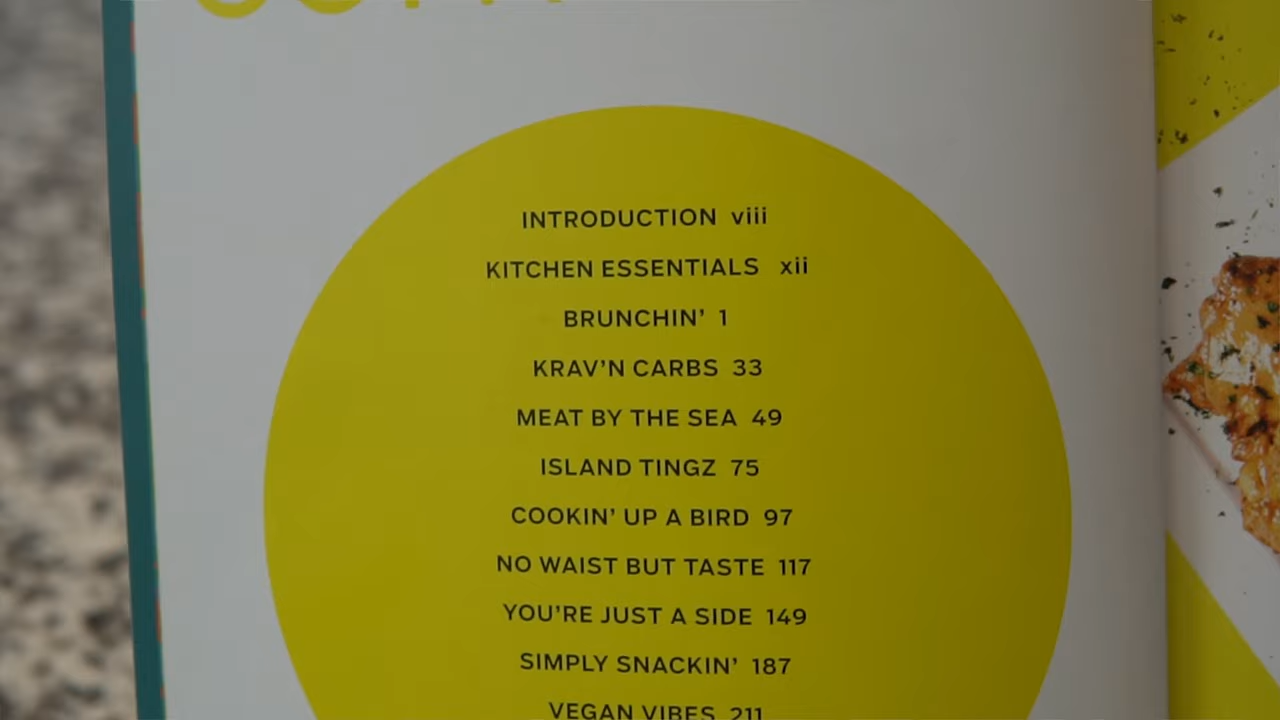 INTRODUCTION viii
KITCHEN ESSENTIALS xii
BRUNCHIN' 1
KRAV'N CARBS 33
MEAT BY THE SEA 49
ISLAND TINGZ 75
COOKIN' UP A BIRD 97
NO WAIST BUT TASTE 117
YOU'RE JUST A SIDE 149
SIMPLY SNACKIN' 187
VEGAN VIBES 211